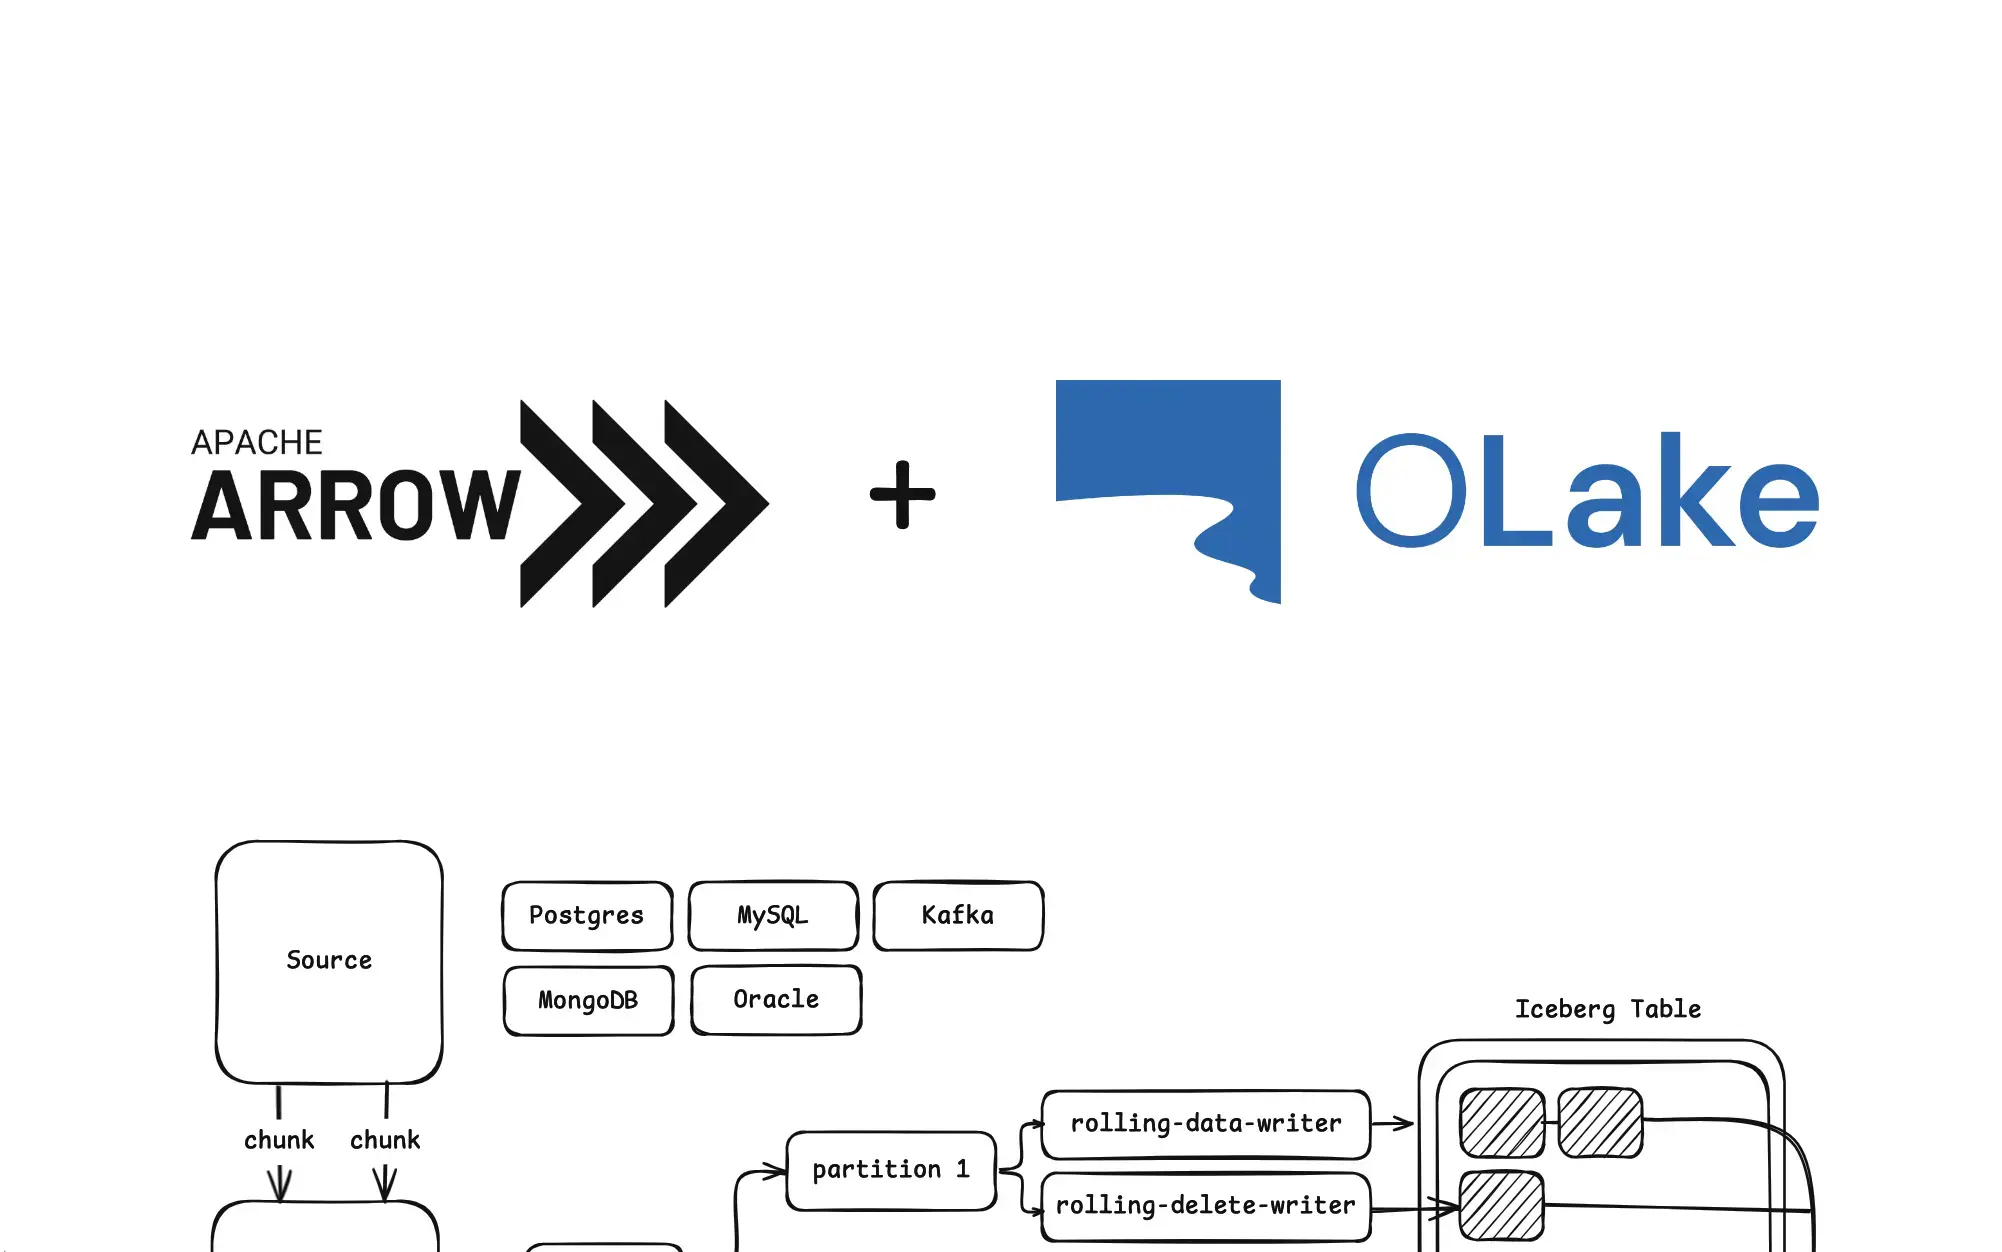 APACHE
ARROW
+
OLake
Source
Postgres
MySQL
Kafka
MongoDB
Oracle
Iceberg Table
chunk
chunk
rolling-data-writer
partition 1
rolling-delete-writer